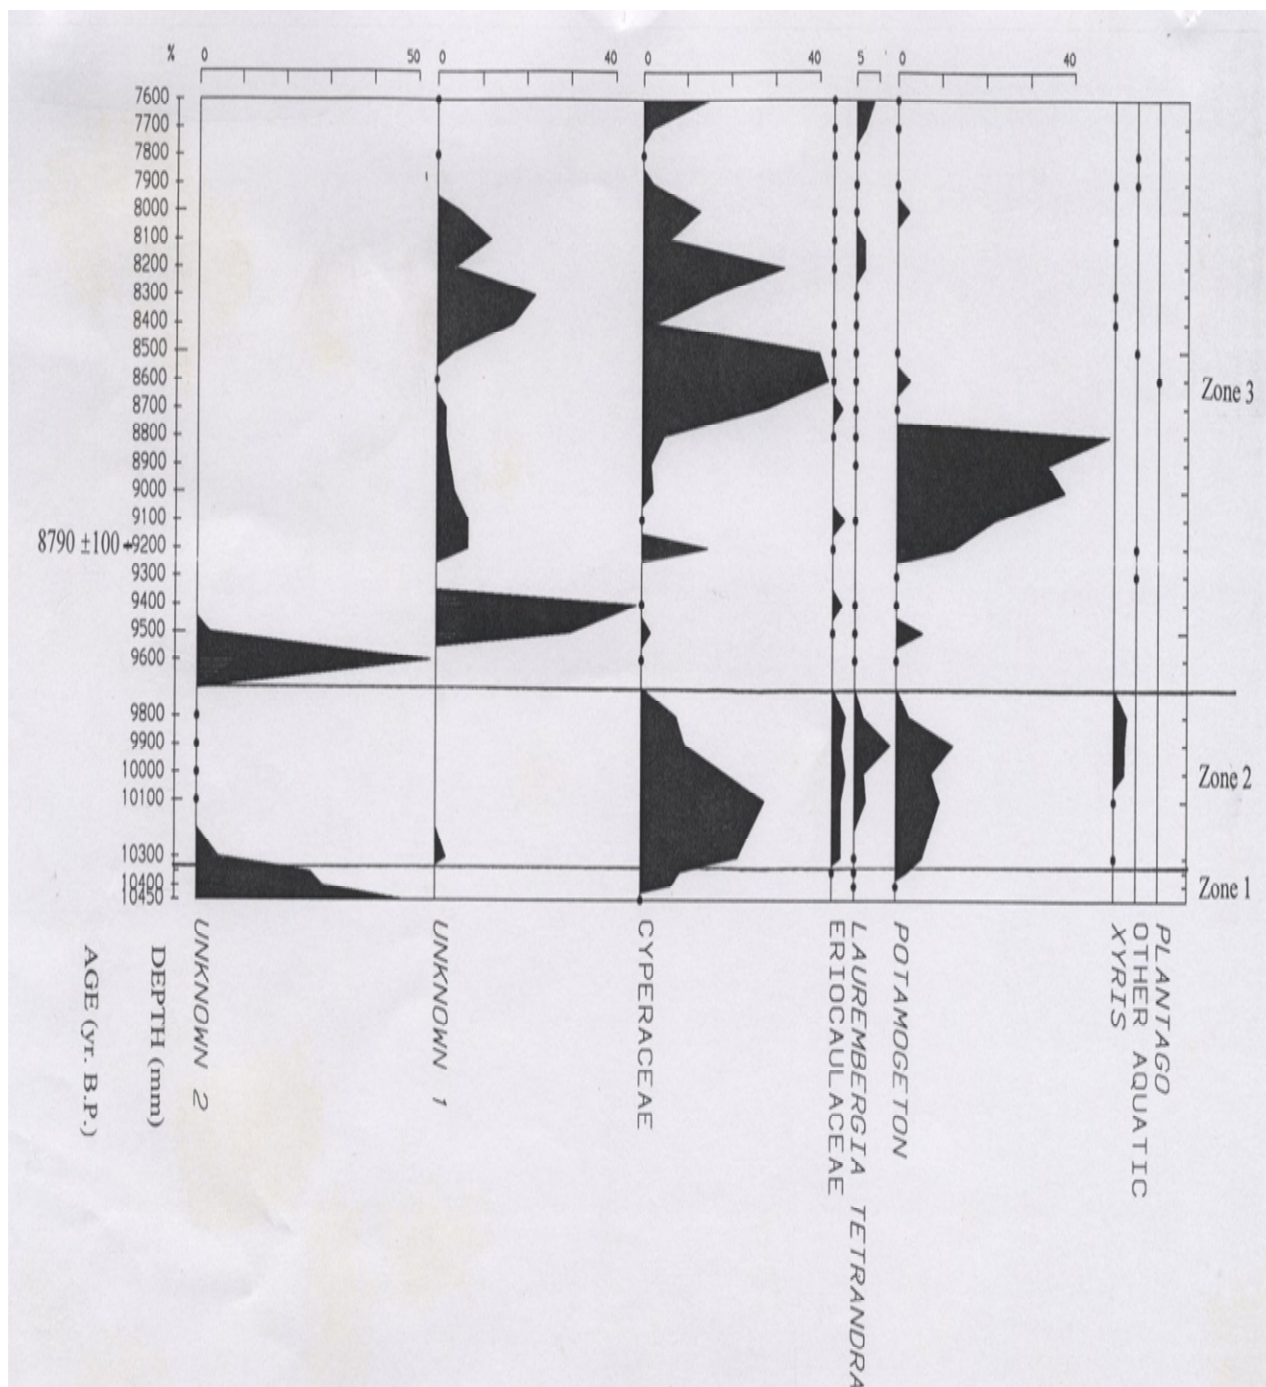 % 0 50 0 40 0 40 5 0 40
7600
7700
7800
7900
8000
8100
8200
8300
8400
8500
8600
8700
8800
8900
9000
9100
8790 ±100 9200
9300
9400
9500
9600
9800
9900
10000
10100
10300
10400
10450
Zone 3
Zone 2
Zone 1
AGE (yr. B.P.)
DEPTH (mm)
UNKNOWN 2
UNKNOWN 1
CYPERACEAE
ERIOCAULACEAE
LAUREMBERGIA TETRANDRA
POTAMOGETON
XYRIS
OTHER AQUATIC
PLANTAGO